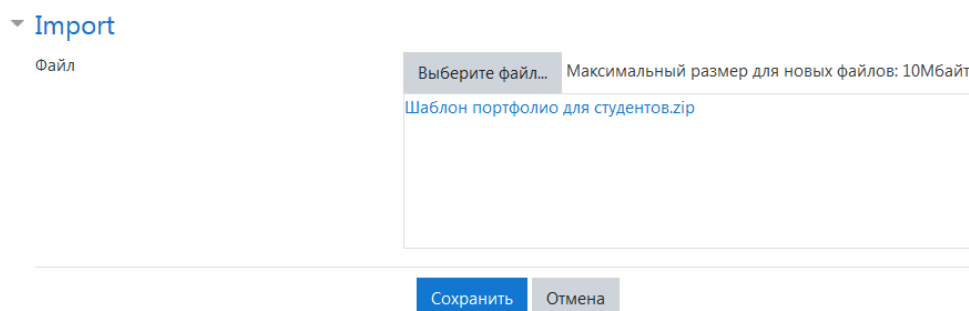 Import
Файл
Выберите файл... Максимальный размер для новых файлов: 10Мбайт
Шаблон портфолио для студентов.zip
Сохранить Отмена